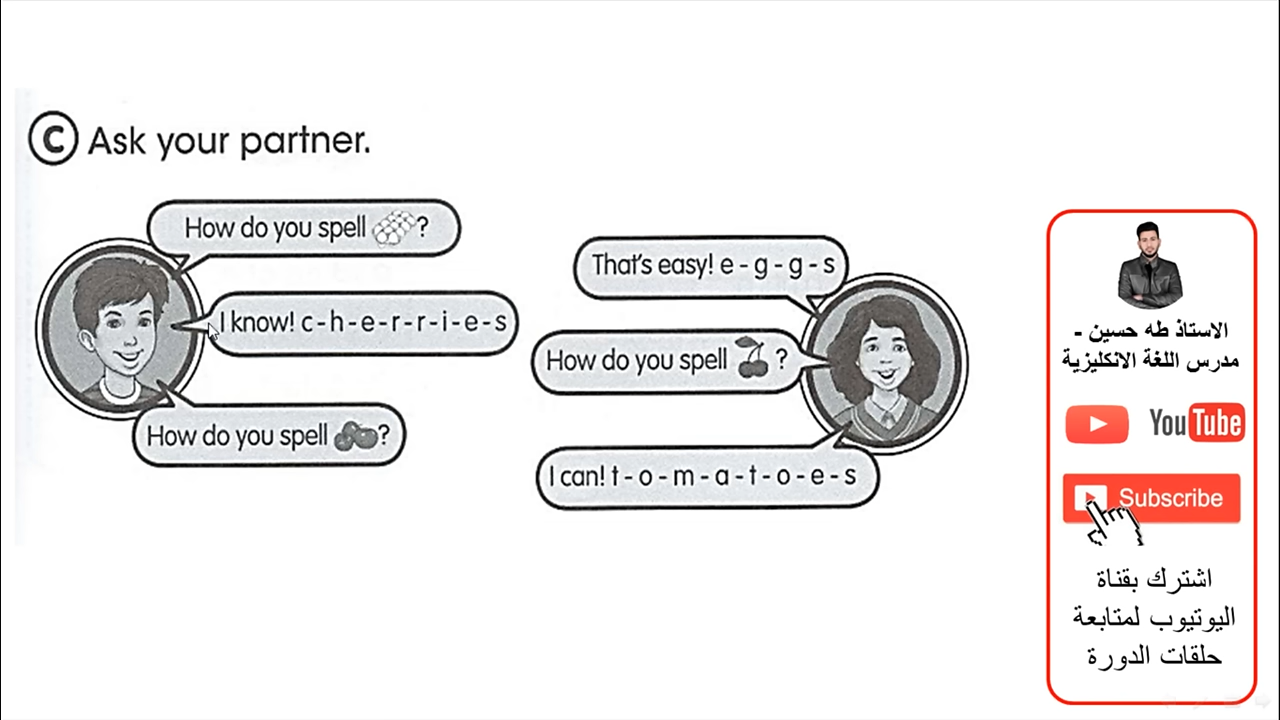 C Ask your partner.
How do you spell ?
That's easy! e - g - g - s
How do you spell ?
I know! c - h - e - r - r - i - e - s
How do you spell ?
I can! t - o - m - a - t - o - e - s
الاستاذ طه حسين -
مدرس اللغة الانكليزية
YouTube
Subscribe
اشترك بقناة
اليوتيوب لمتابعة
حلقات الدورة